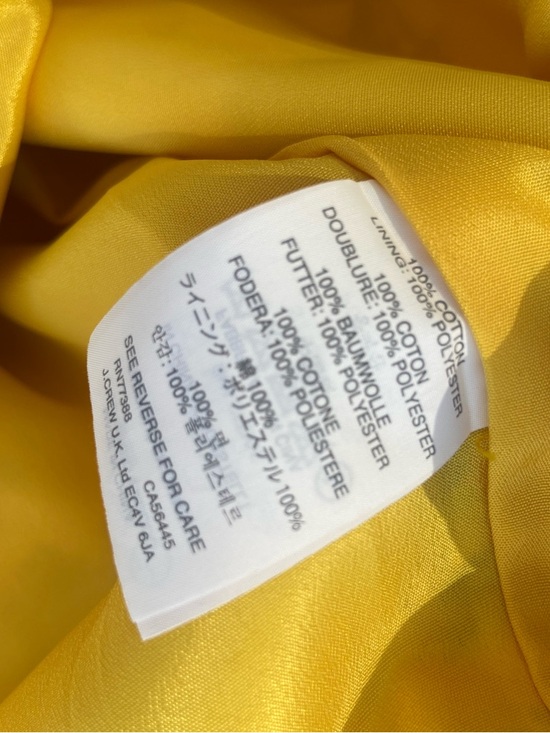 100% COTTON
LINING: 100% POLYESTER
100% COTON
DOUBLURE: 100% POLYESTER
100% BAUMWOLLE
FUTTER: 100% POLYESTER
100% COTONE
FODERA: 100% POLIESTERE
綿 100%
ライニング・ポリエステル100%
100% 면
안감: 100% 폴리에스테르
SEE REVERSE FOR CARE
RN77388 CA56445
J.CREW U.K. Ltd EC4V 6JA